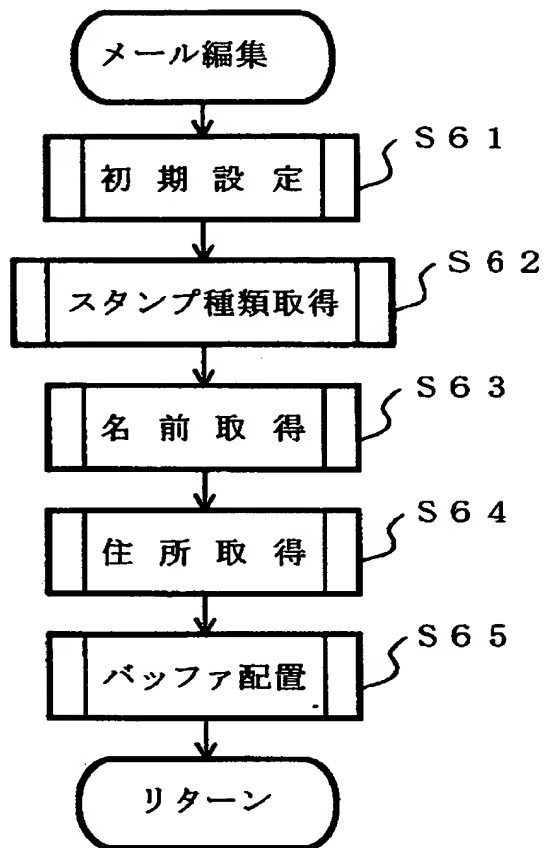 メール編集
初期設定
S61
スタンプ種類取得
S62
名前取得
S63
住所取得
S64
バッファ配置
S65
リターン